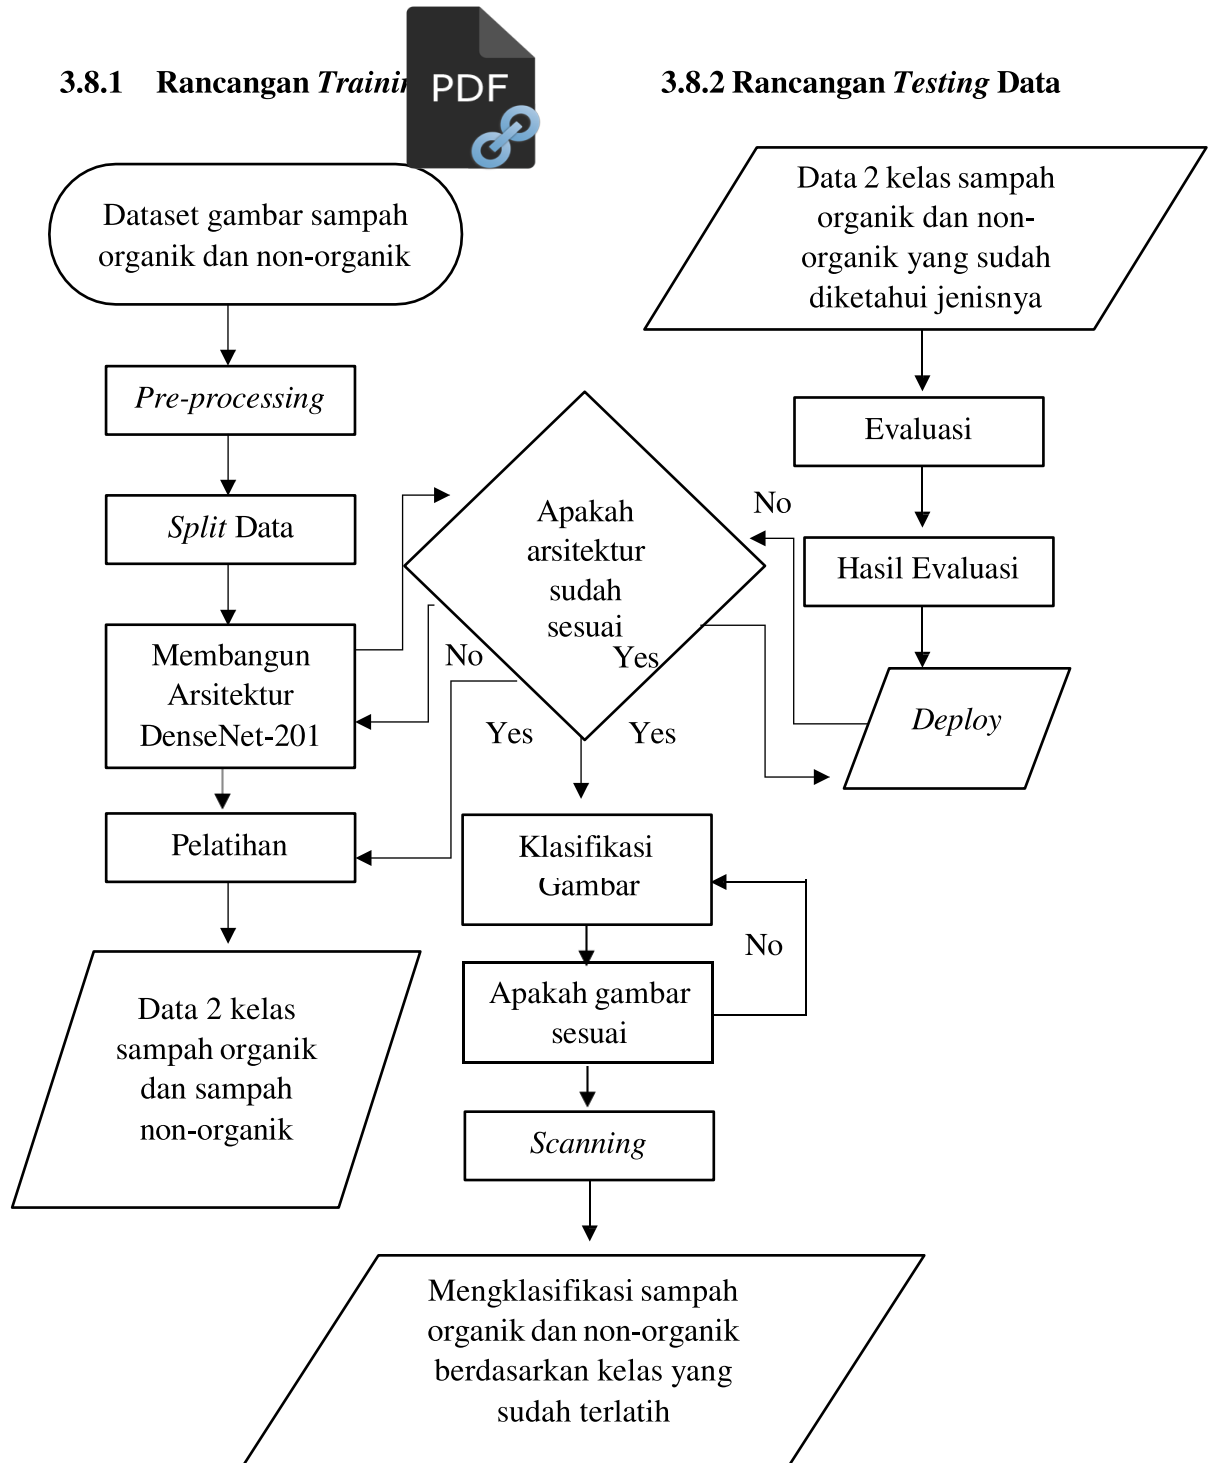 3.8.1 Rancangan Trainin
PDF
3.8.2 Rancangan Testing Data
Dataset gambar sampah
organik dan non-organik
Pre-processing
Split Data
Membangun
Arsitektur
DenseNet-201
Pelatihan
Data 2 kelas
sampah organik
dan sampah
non-organik
Apakah
arsitektur
sudah
sesuai
No
Yes
Yes
Yes
No
Klasifikasi
Gambar
No
Apakah gambar
sesuai
Scanning
Mengklasifikasi sampah
organik dan non-organik
berdasarkan kelas yang
sudah terlatih
Data 2 kelas sampah
organik dan non-
organik yang sudah
diketahui jenisnya
Evaluasi
Hasil Evaluasi
Deploy